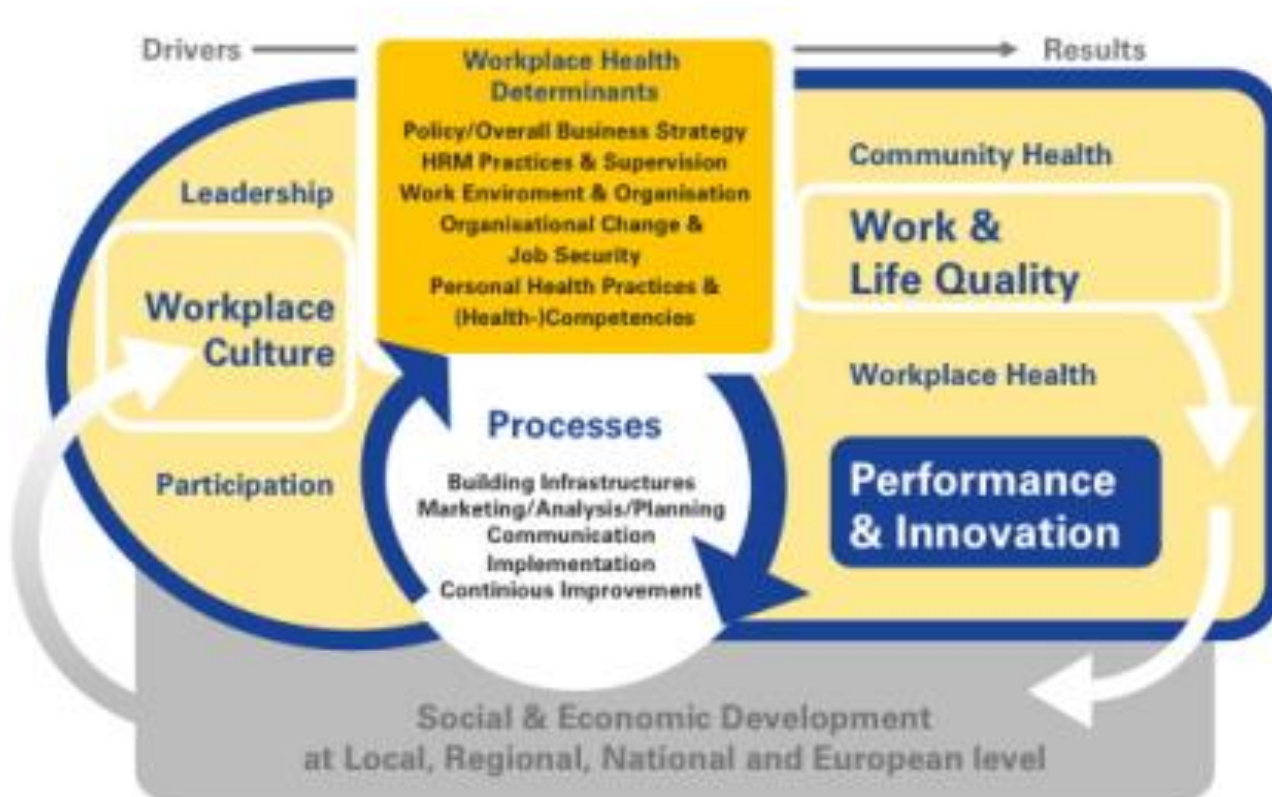 Drivers
Results
Workplace Health
Determinants
Policy/Overall Business Strategy
HRM Practices & Supervision
Work Enviroment & Organisation
Organisational Change &
Job Security
Personal Health Practices &
(Health-)Competencies
Leadership
Workplace
Culture
Participation
Processes
Building Infrastructures
Marketing/Analysis/Planning
Communication
Implementation
Continious Improvement
Community Health
Work &
Life Quality
Workplace Health
Performance
& Innovation
Social & Economic Development
at Local, Regional, National and European level